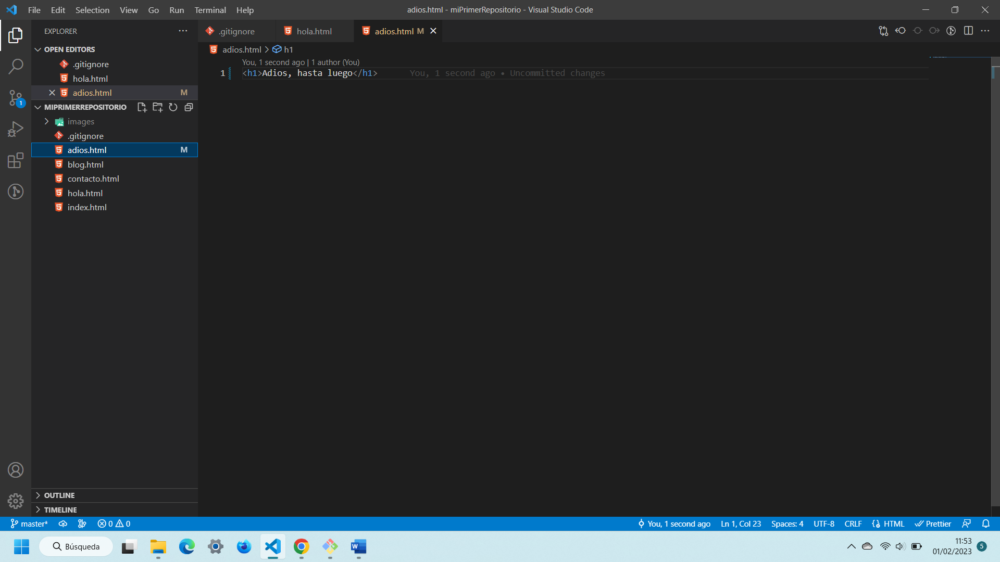 File Edit Selection View Go Run Terminal Help
adios.html - miPrimerRepositorio - Visual Studio Code
EXPLORER
.gitignore
hola.html
adios.html M
OPEN EDITORS
.gitignore
hola.html
adios.html M
MIPRIMERREPOSITORIO
images
.gitignore
adios.html M
blog.html
contacto.html
hola.html
index.html
OUTLINE
TIMELINE
adios.html > h1
You, 1 second ago | 1 author (You)
1 <h1>Adios, hasta luego</h1> You, 1 second ago • Uncommitted changes
1
master* 0 0 You, 1 second ago Ln 1, Col 23 Spaces: 4 UTF-8 CRLF HTML Prettier
Búsqueda
11:53
01/02/2023
5